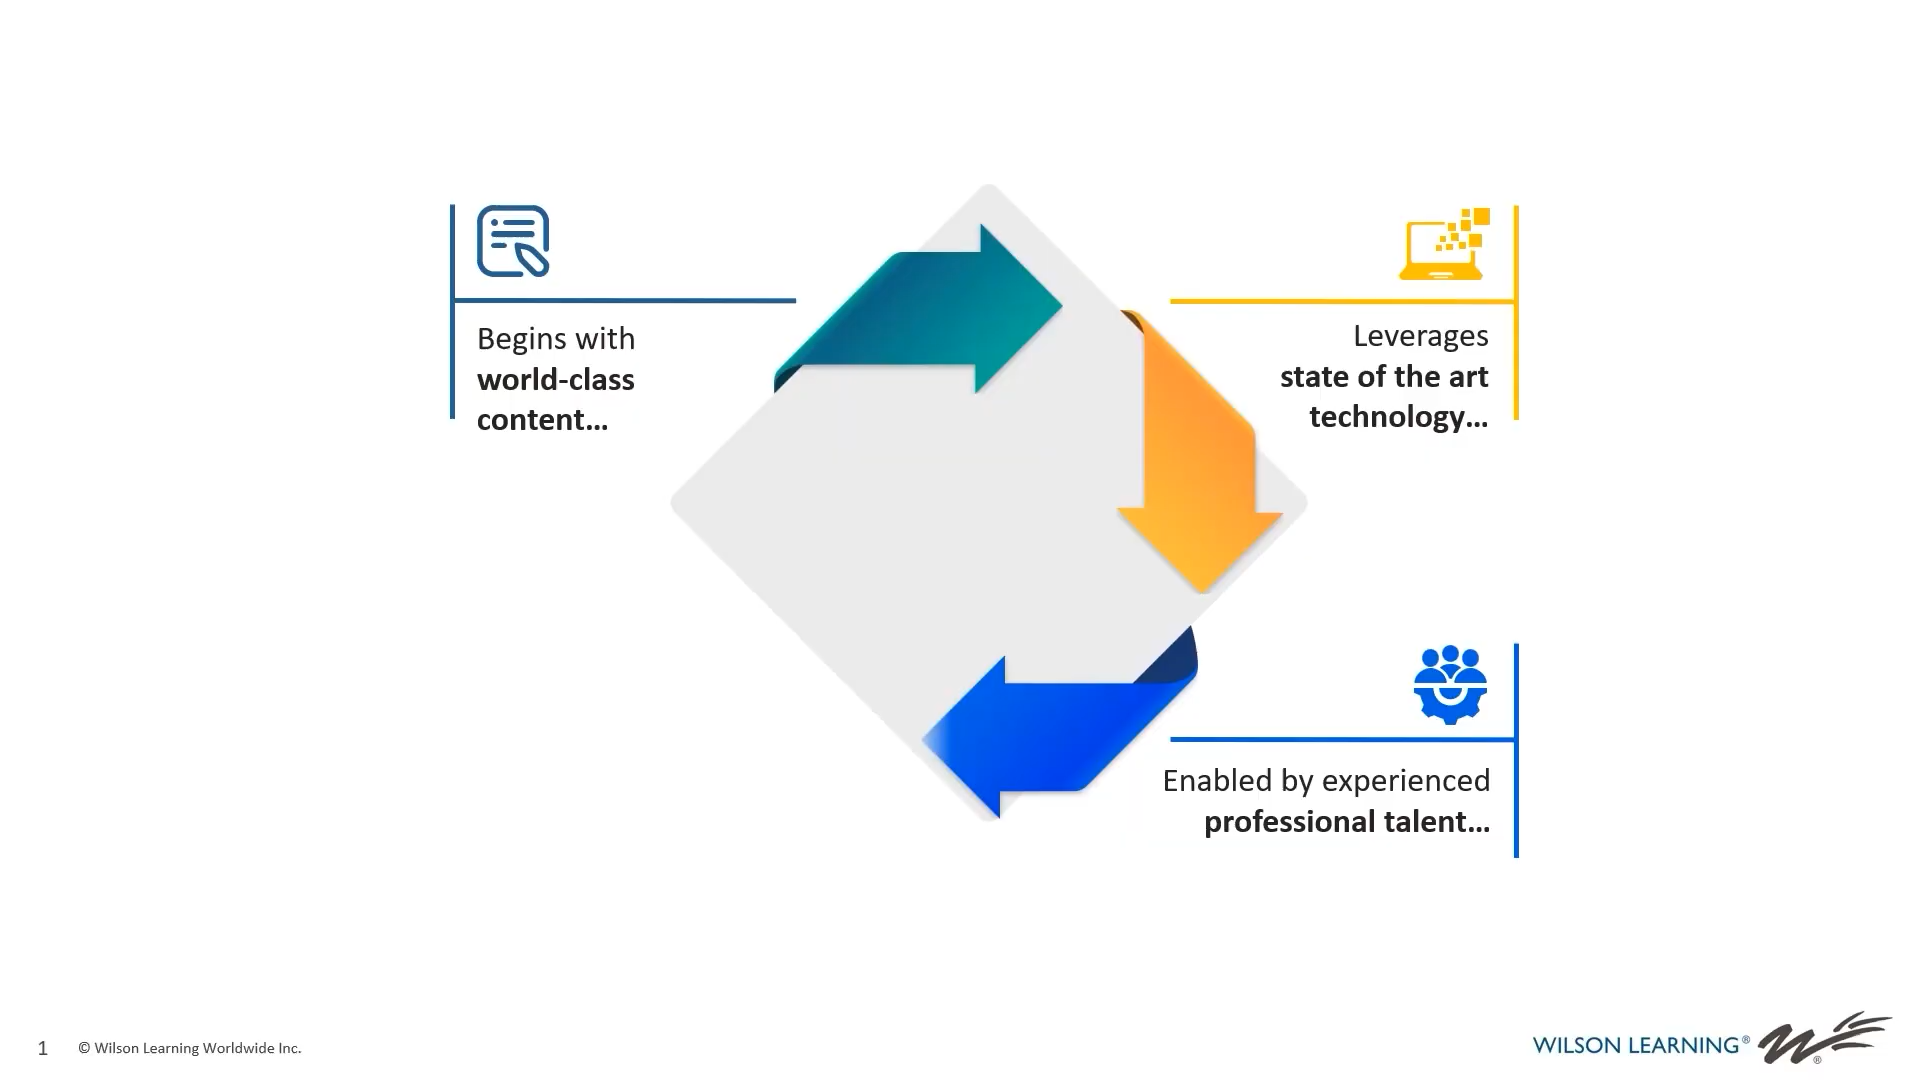 Begins with
world-class
content…
Leverages
state of the art
technology…
Enabled by experienced
professional talent…
1
© Wilson Learning Worldwide Inc.
WILSON LEARNING®
®